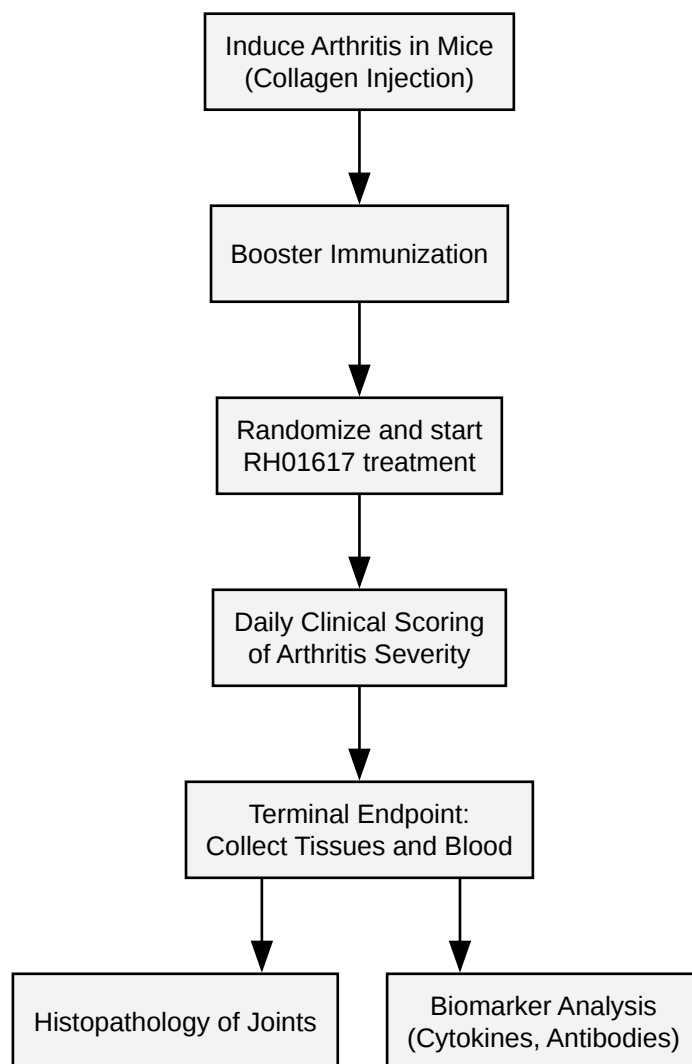 Induce Arthritis in Mice
(Collagen Injection)
Booster Immunization
Randomize and start
RH01617 treatment
Daily Clinical Scoring
of Arthritis Severity
Terminal Endpoint:
Collect Tissues and Blood
Histopathology of Joints
Biomarker Analysis
(Cytokines, Antibodies)